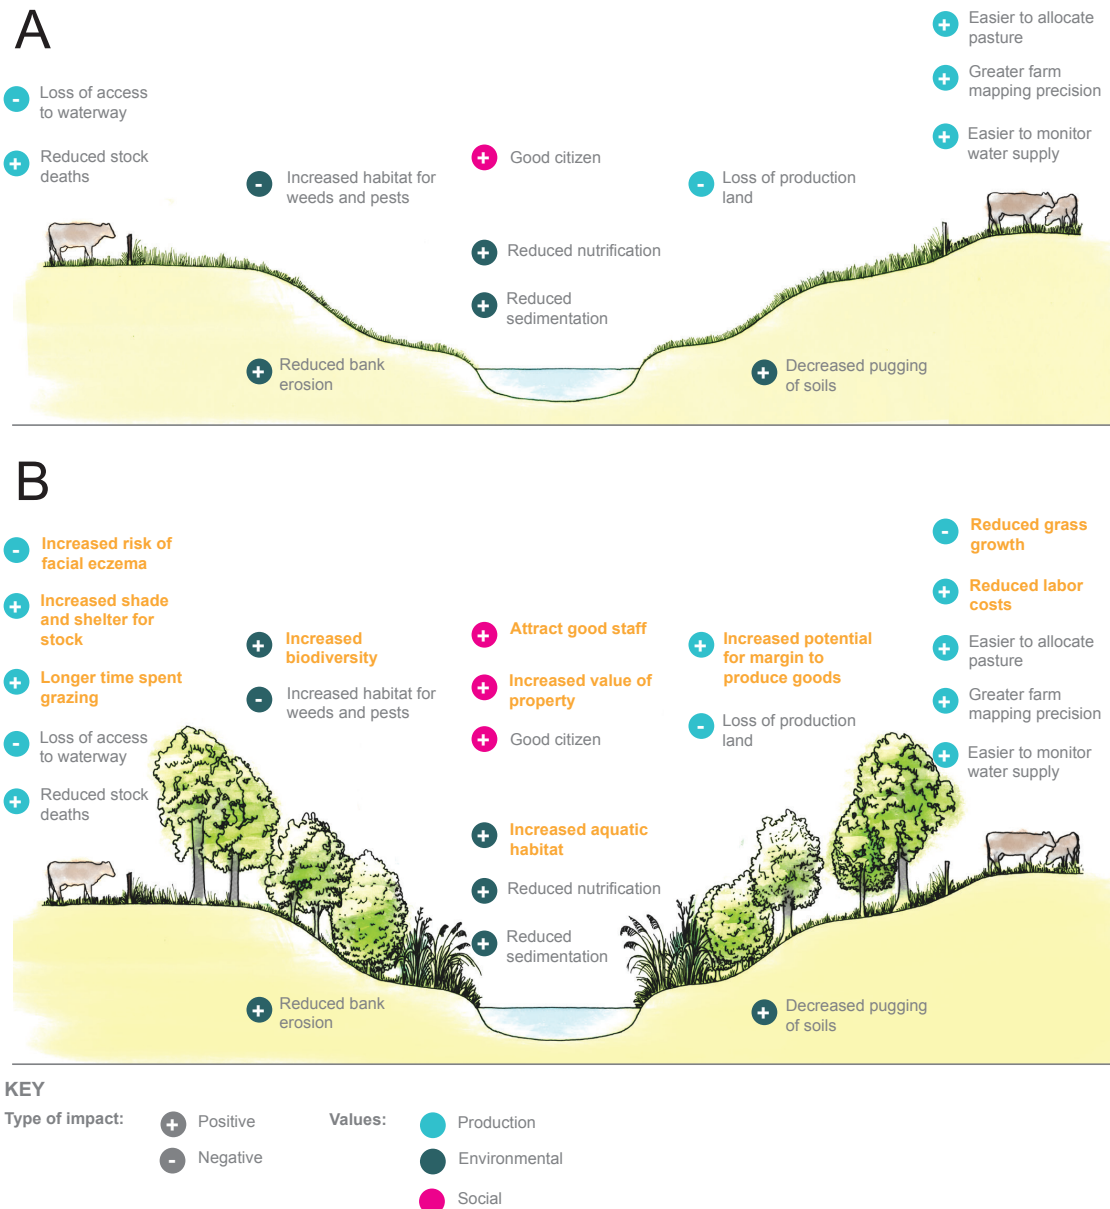 A
Easier to allocate
pasture
Greater farm
mapping precision
Easier to monitor
water supply
- Loss of access
to waterway
+ Reduced stock
deaths
- Increased habitat for
weeds and pests
+ Good citizen
- Loss of production
land
+ Reduced nutrification
+ Reduced
sedimentation
+ Reduced bank
erosion
+ Decreased pugging
of soils
B
- Increased risk of
facial eczema
+ Increased shade
and shelter for
stock
+ Longer time spent
grazing
- Loss of access
to waterway
+ Reduced stock
deaths
+ Increased
biodiversity
- Increased habitat for
weeds and pests
+ Attract good staff
+ Increased value of
property
+ Good citizen
+ Increased potential
for margin to
produce goods
- Loss of production
land
- Reduced grass
growth
+ Reduced labor
costs
+ Easier to allocate
pasture
+ Greater farm
mapping precision
+ Easier to monitor
water supply
+ Increased aquatic
habitat
+ Reduced nutrification
+ Reduced
sedimentation
+ Reduced bank
erosion
+ Decreased pugging
of soils
KEY
Type of impact:
+ Positive
- Negative
Values:
Production
Environmental
Social